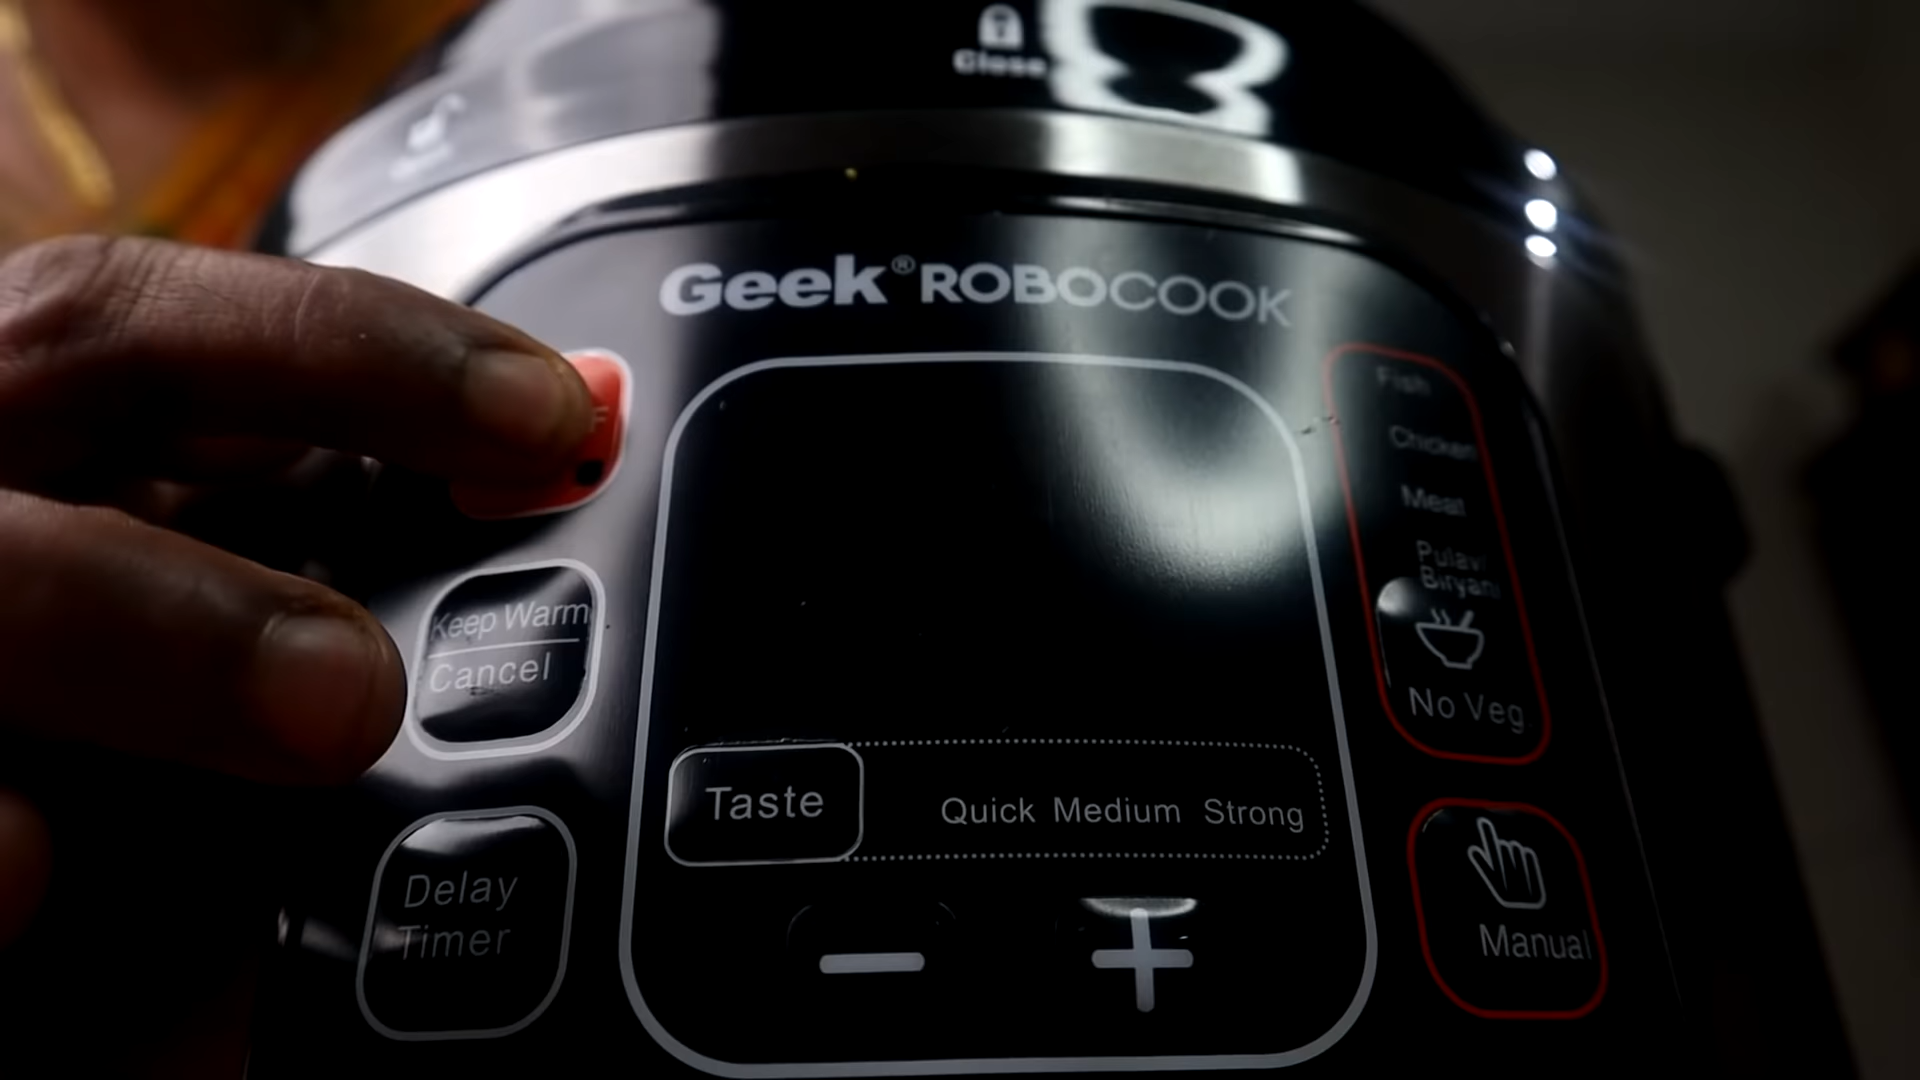 Close
Geek® ROBOCOOK
F
Keep Warm
Cancel
Delay
Timer
Taste
Quick Medium Strong
Fish
Chicken
Meat
Pulav/
Biryani
No Veg.
Manual